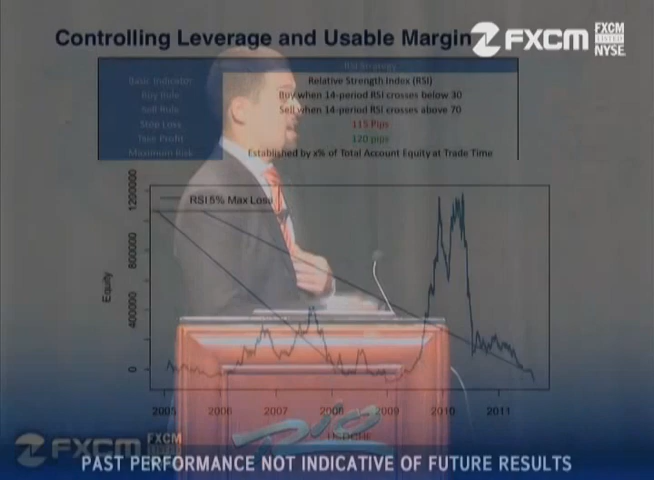 Controlling Leverage and Usable Margin
FXCM
FXCM
LISTED
NYSE
RSI Strategy
Basic Indicator Relative Strength Index (RSI)
Buy Rule Buy when 14-period RSI crosses below 30
Sell Rule Sell when 14-period RSI crosses above 70
Stop Loss 115 Pips
Take Profit 120 pips
Maximum Risk Established by x% of Total Account Equity at Trade Time
RSI 5% Max Loss
1200000
800000
400000
0
Equity
2005 2006 2007 2008 2009 2010 2011
USDCHF
Rio
FXCM FXCM
NYSE
PAST PERFORMANCE NOT INDICATIVE OF FUTURE RESULTS